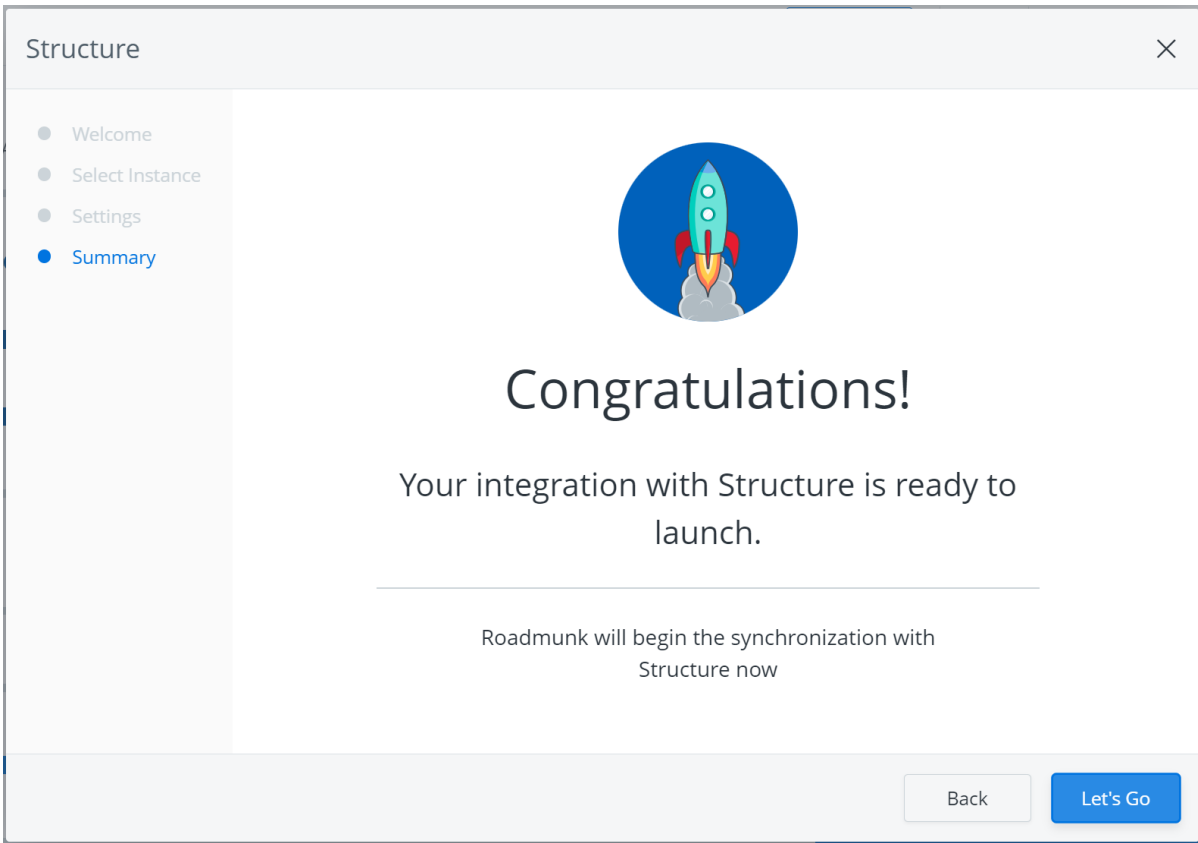 Structure
Welcome
Select Instance
Settings
Summary
Congratulations!
Your integration with Structure is ready to
launch.
Roadmunk will begin the synchronization with
Structure now
Back
Let's Go